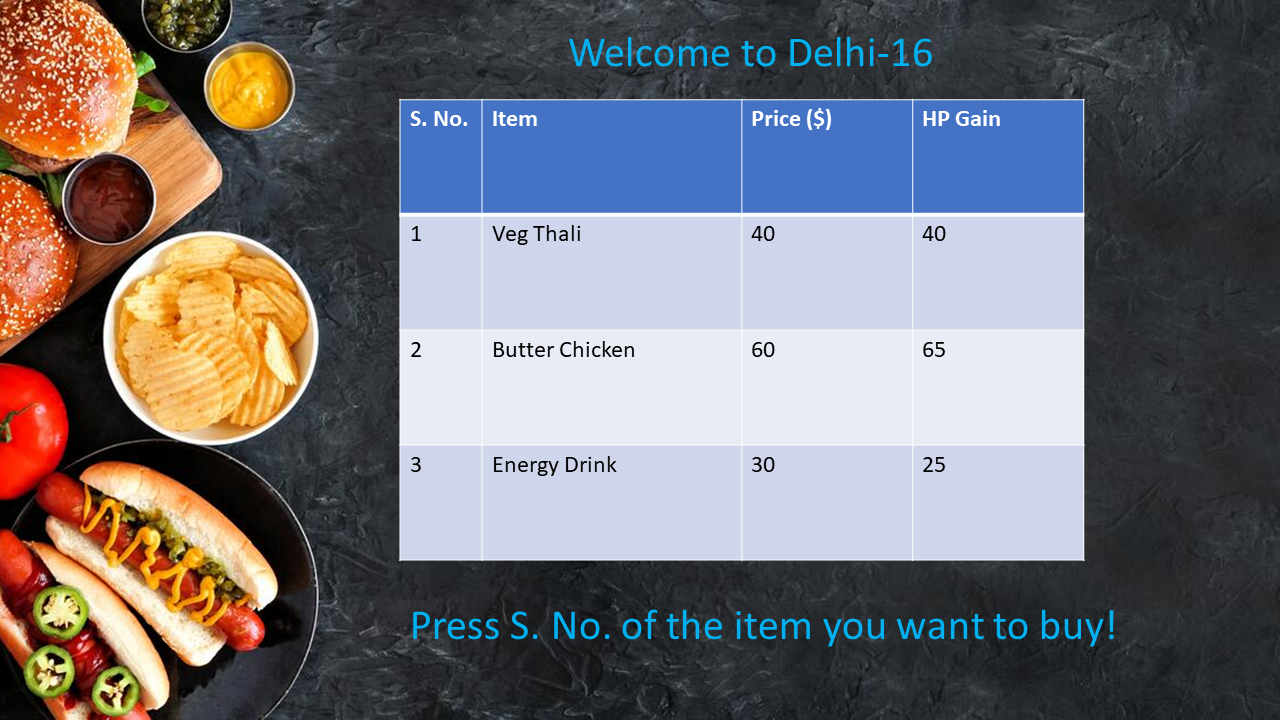 Welcome to Delhi-16
S. No. Item Price ($) HP Gain
1 Veg Thali 40 40
2 Butter Chicken 60 65
3 Energy Drink 30 25
Press S. No. of the item you want to buy!